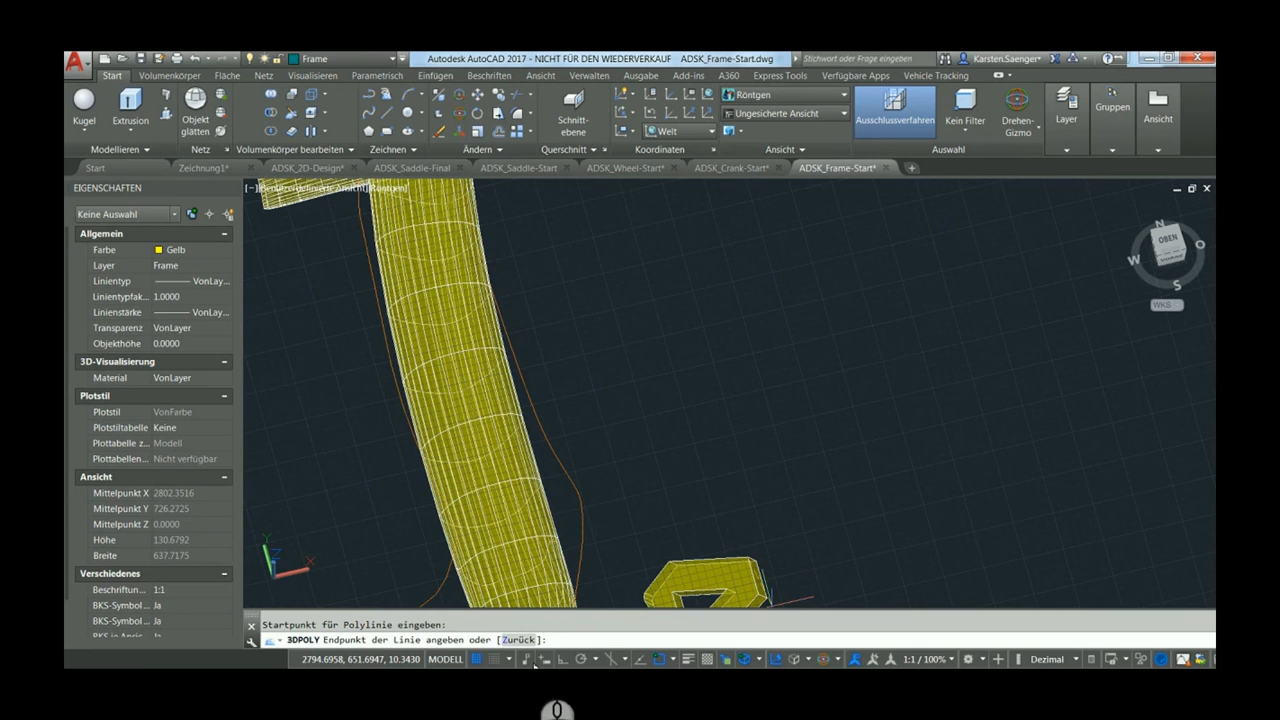 Frame
Autodesk AutoCAD 2017 - NICHT FÜR DEN WIEDERVERKAUF ADSK_Frame-Start.dwg
Stichwort oder Frage eingeben
Karsten.Saenger
Start Volumenkörper Fläche Netz Visualisieren Parametrisch Einfügen Beschriften Ansicht Verwalten Ausgabe Add-ins A360 Express Tools Verfügbare Apps Vehicle Tracking
Kugel
Extrusion
Objekt
glätten
Schnitt-
ebene
Röntgen
Ungesicherte Ansicht
Welt
Ausschlussverfahren
Kein Filter
Drehen-
Gizmo
Layer
Gruppen
Ansicht
Modellieren Netz Volumenkörper bearbeiten Zeichnen Ändern Querschnitt Koordinaten Ansicht Auswahl
Start Zeichnung1* ADSK_2D-Design* ADSK_Saddle-Final ADSK_Saddle-Start ADSK_Wheel-Start* ADSK_Crank-Start* ADSK_Frame-Start*
EIGENSCHAFTEN
Keine Auswahl
Allgemein
Farbe Gelb
Layer Frame
Linientyp VonLay...
Linientypfak... 1.0000
Linienstärke VonLay...
Transparenz VonLayer
Objekthöhe 0.0000
3D-Visualisierung
Material VonLayer
Plotstil
Plotstil VonFarbe
Plotstiltabelle Keine
Plottabelle z... Modell
Plottabellen... Nicht verfügbar
Ansicht
Mittelpunkt X 2802.3516
Mittelpunkt Y 726.2725
Mittelpunkt Z 0.0000
Höhe 130.6792
Breite 637.7175
Verschiedenes
Beschriftun... 1:1
BKS-Symbol ... Ja
BKS-Symbol ... Ja
[−][Benutzerdefinierte Ansicht][Röntgen]
N
OBEN
W
O
S
WKS
Y
Z
X
Startpunkt für Polylinie eingeben:
3DPOLY Endpunkt der Linie angeben oder [Zurück]:
2794.6958, 651.6947, 10.3430 MODELL 1:1 / 100% Dezimal